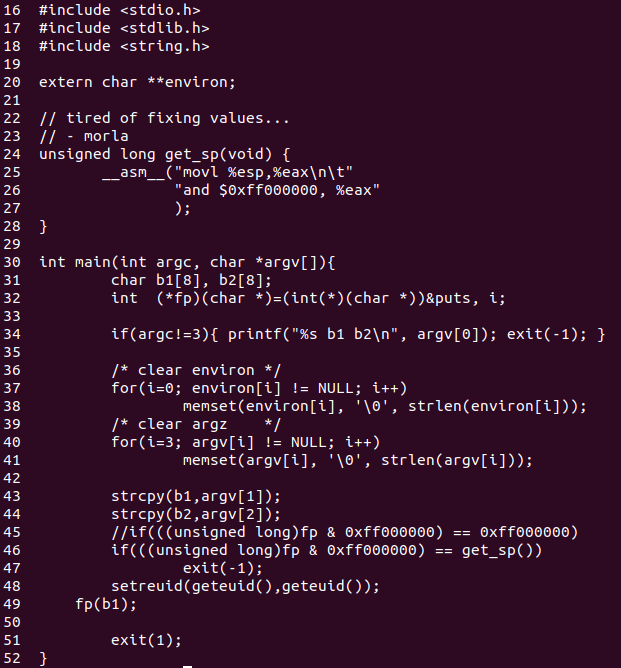 16 #include <stdio.h>
17 #include <stdlib.h>
18 #include <string.h>
19
20 extern char **environ;
21
22 // tired of fixing values...
23 // - morla
24 unsigned long get_sp(void) {
25         __asm__("movl %esp,%eax\n\t"
26                 "and $0xff000000, %eax"
27                 );
28 }
29
30 int main(int argc, char *argv[]){
31         char b1[8], b2[8];
32         int  (*fp)(char *)=(int(*)(char *))&puts, i;
33
34         if(argc!=3){ printf("%s b1 b2\n", argv[0]); exit(-1); }
35
36         /* clear environ */
37         for(i=0; environ[i] != NULL; i++)
38                 memset(environ[i], '\0', strlen(environ[i]));
39         /* clear argz    */
40         for(i=3; argv[i] != NULL; i++)
41                 memset(argv[i], '\0', strlen(argv[i]));
42
43         strcpy(b1,argv[1]);
44         strcpy(b2,argv[2]);
45         //if(((unsigned long)fp & 0xff000000) == 0xff000000)
46         if(((unsigned long)fp & 0xff000000) == get_sp())
47                 exit(-1);
48         setreuid(geteuid(),geteuid());
49     fp(b1);
50
51         exit(1);
52 }